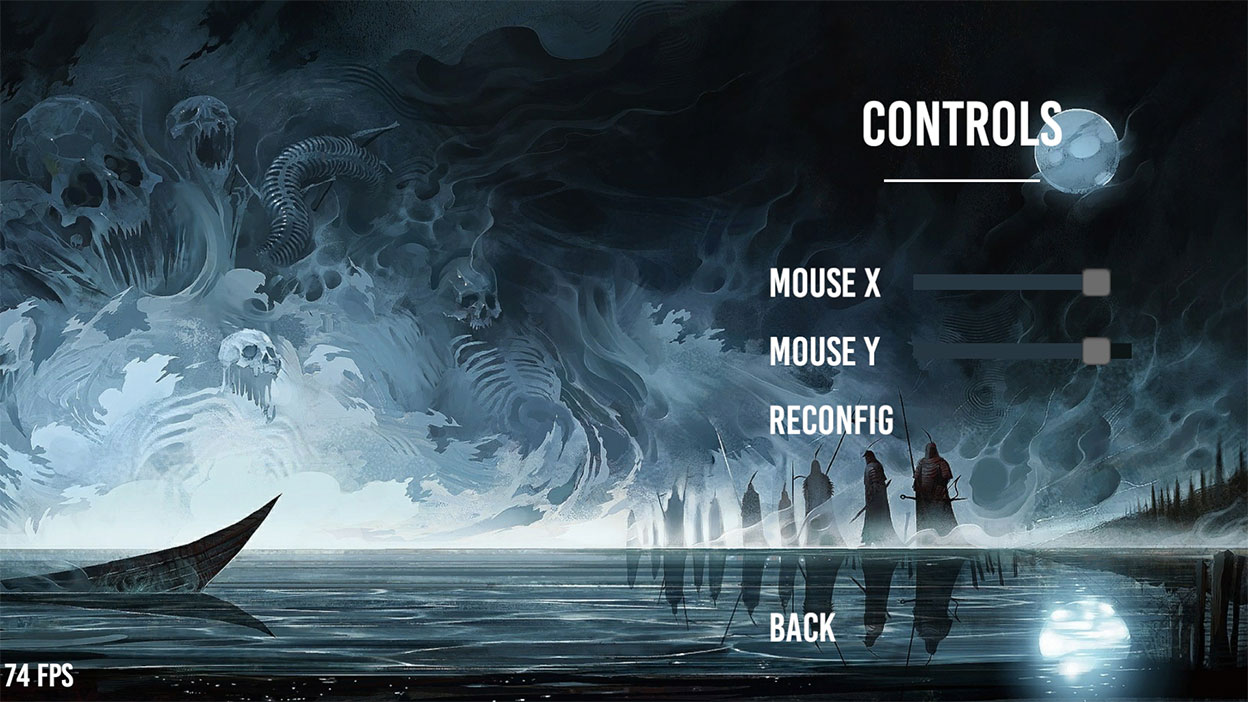 CONTROLS
MOUSE X
MOUSE Y
RECONFIG
BACK
74 FPS